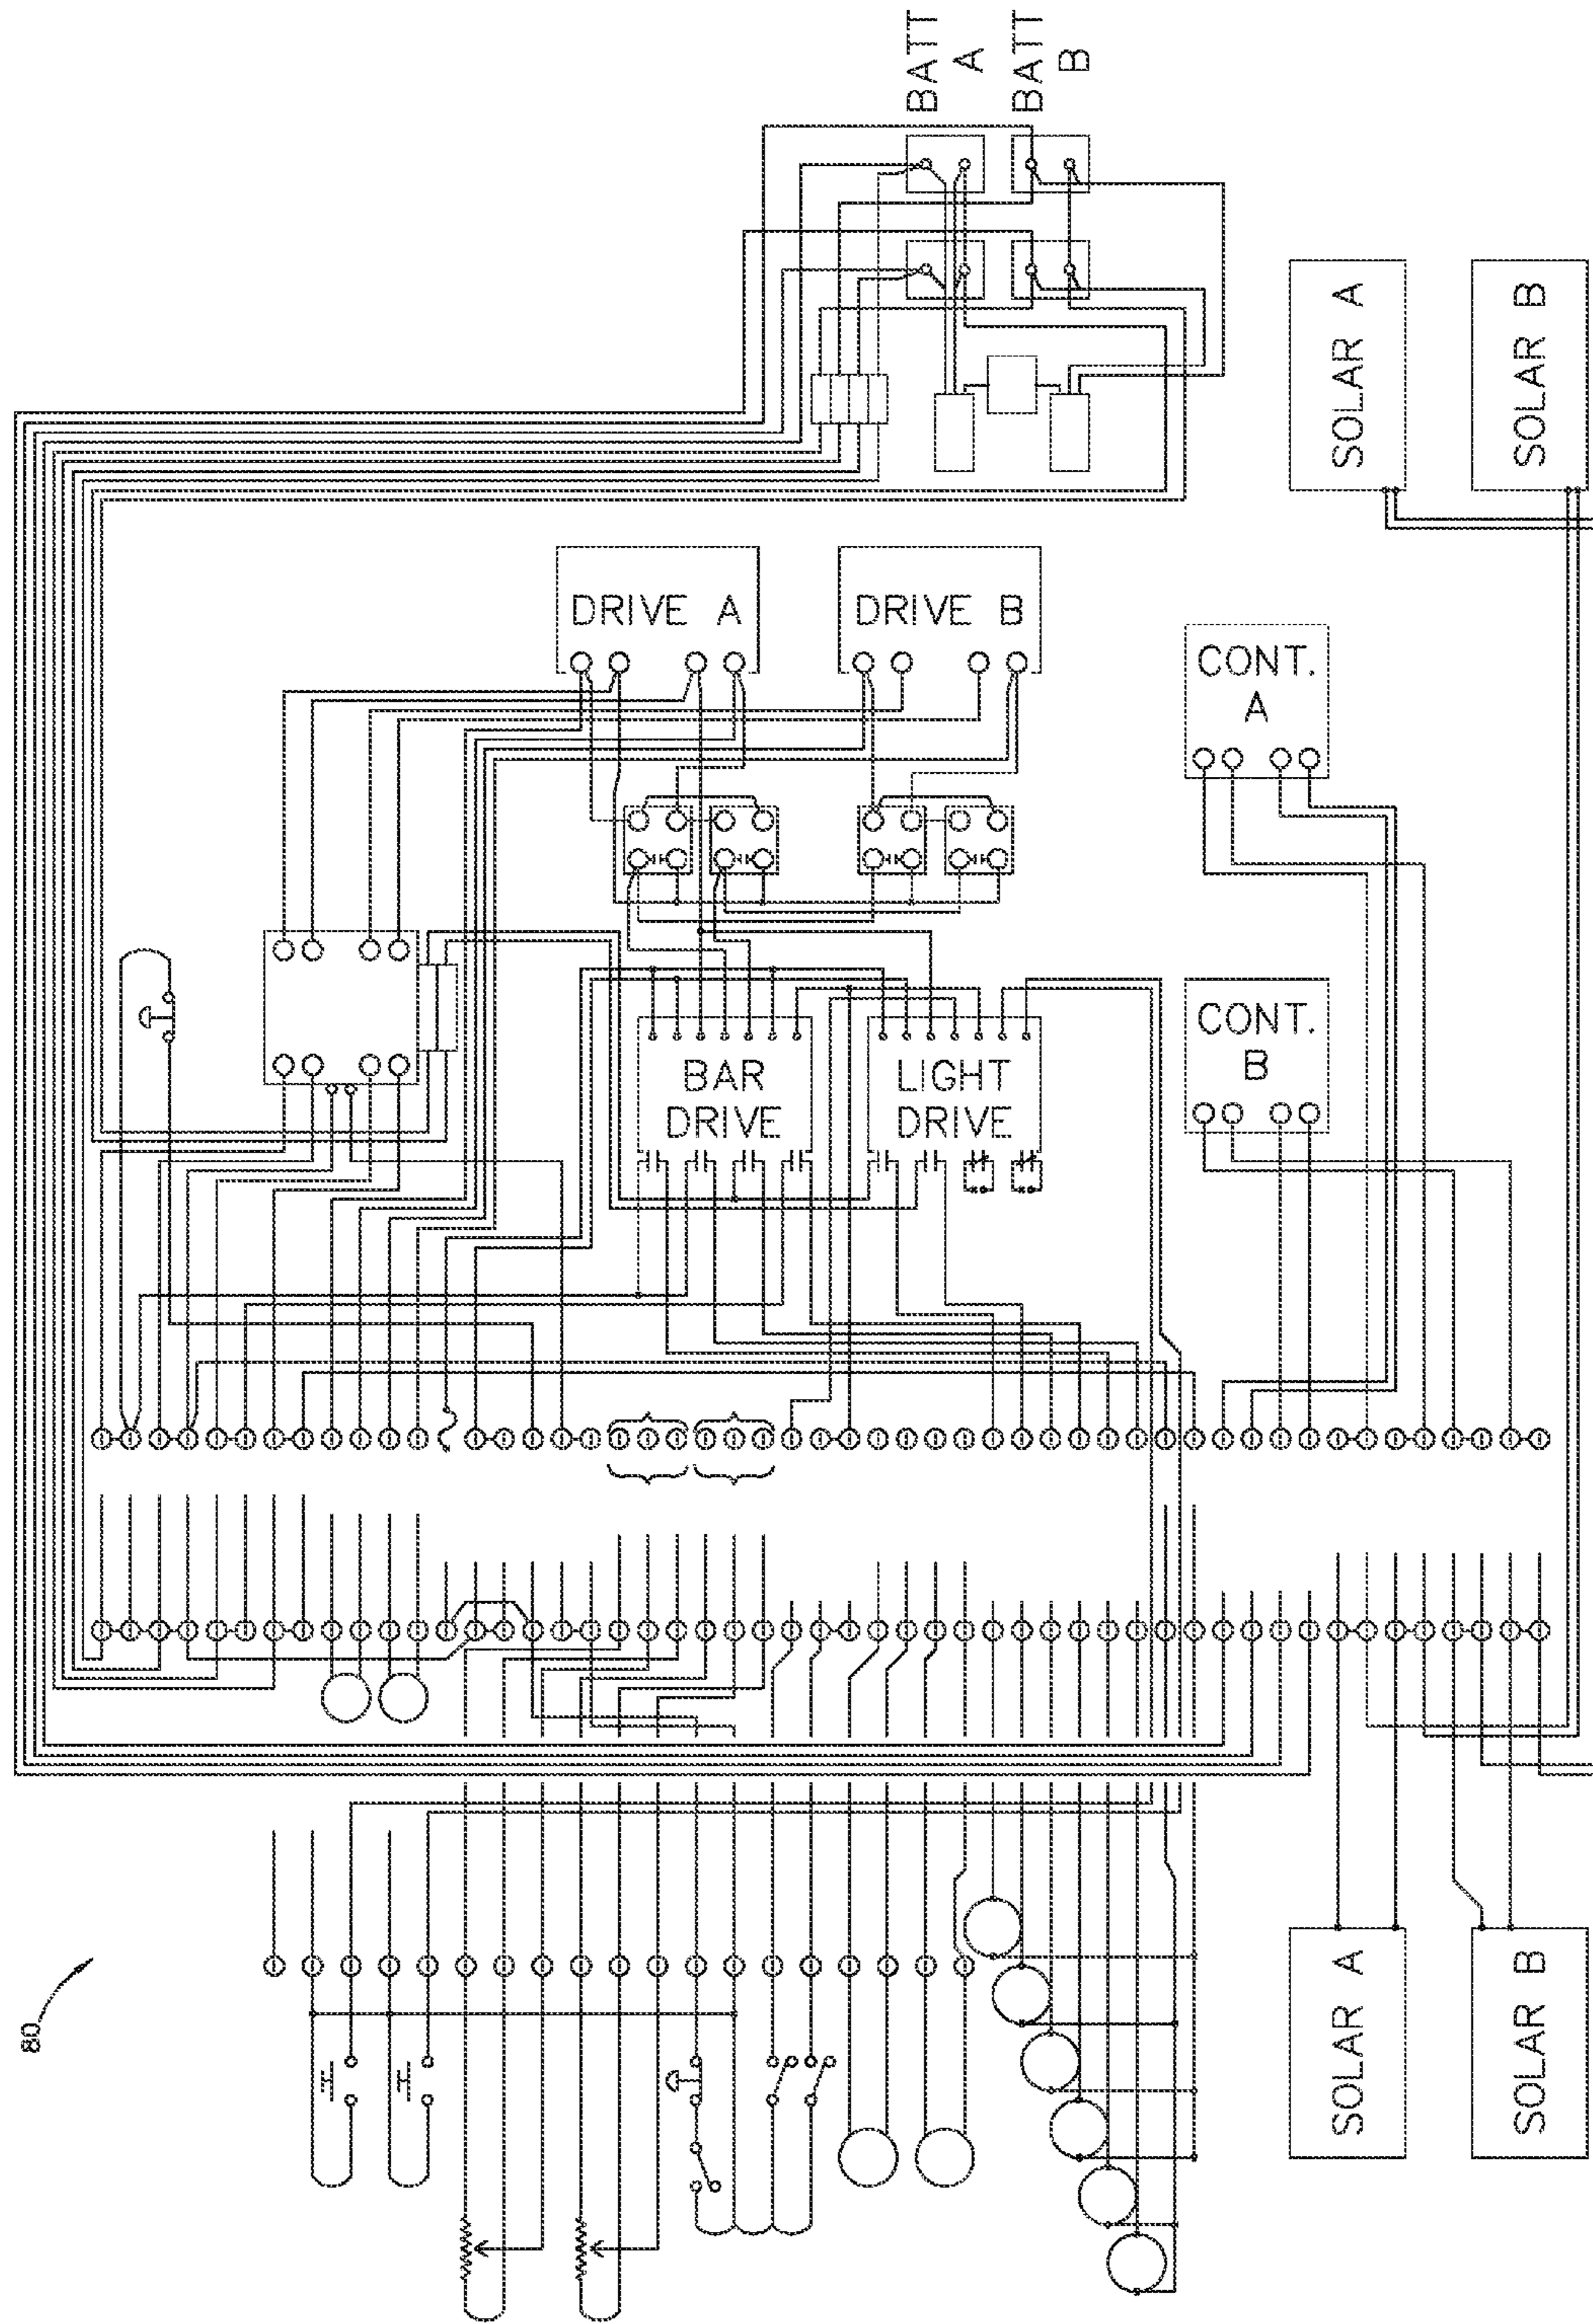 BATT
A
BATT
B
SOLAR A
SOLAR B
DRIVE A
DRIVE B
CONT.
A
BAR
DRIVE
LIGHT
DRIVE
CONT.
B
80
SOLAR A
SOLAR B